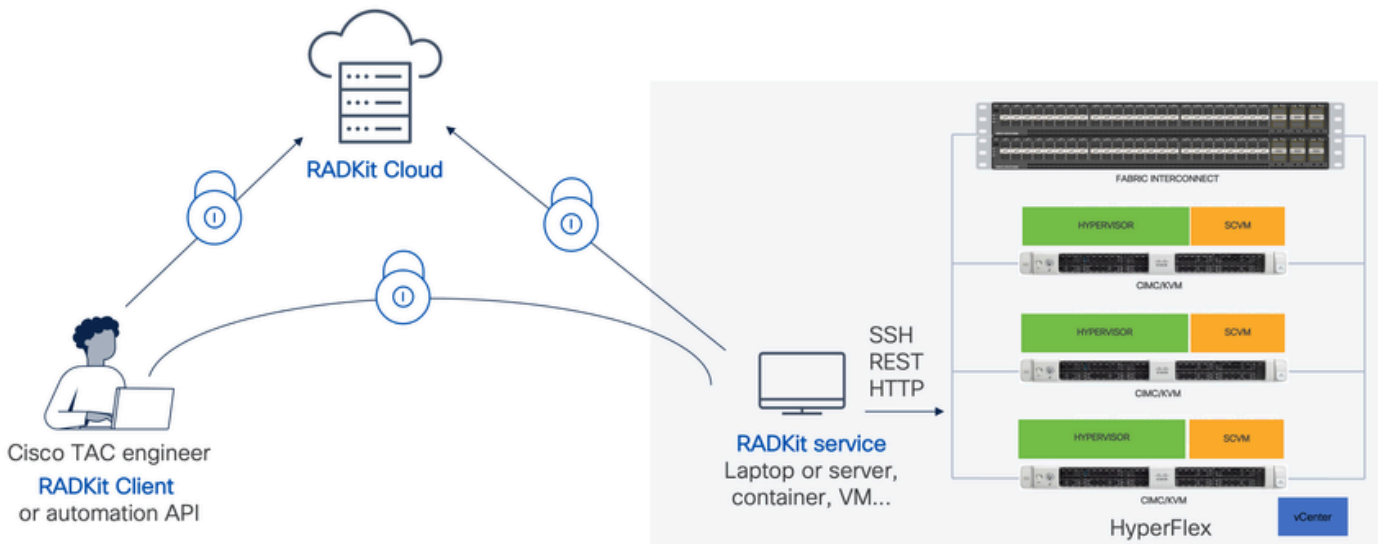 RADKit Cloud
Cisco TAC engineer
RADKit Client
or automation API
RADKit service
Laptop or server,
container, VM...
SSH
REST
HTTP
FABRIC INTERCONNECT
HYPERVISOR
SCVM
CIMC/KVM
HYPERVISOR
SCVM
CIMC/KVM
HYPERVISOR
SCVM
CIMC/KVM
HyperFlex
vCenter